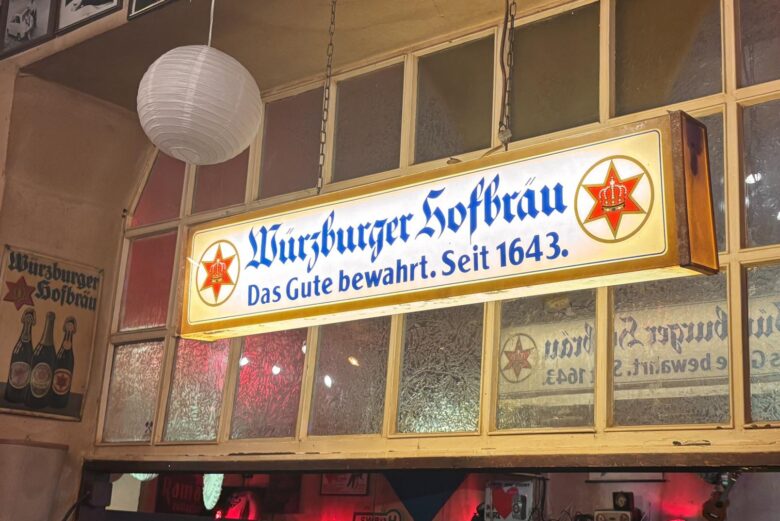 Würzburger Hofbräu
Das Gute bewahrt. Seit 1643.
Würzburger
Hofbräu